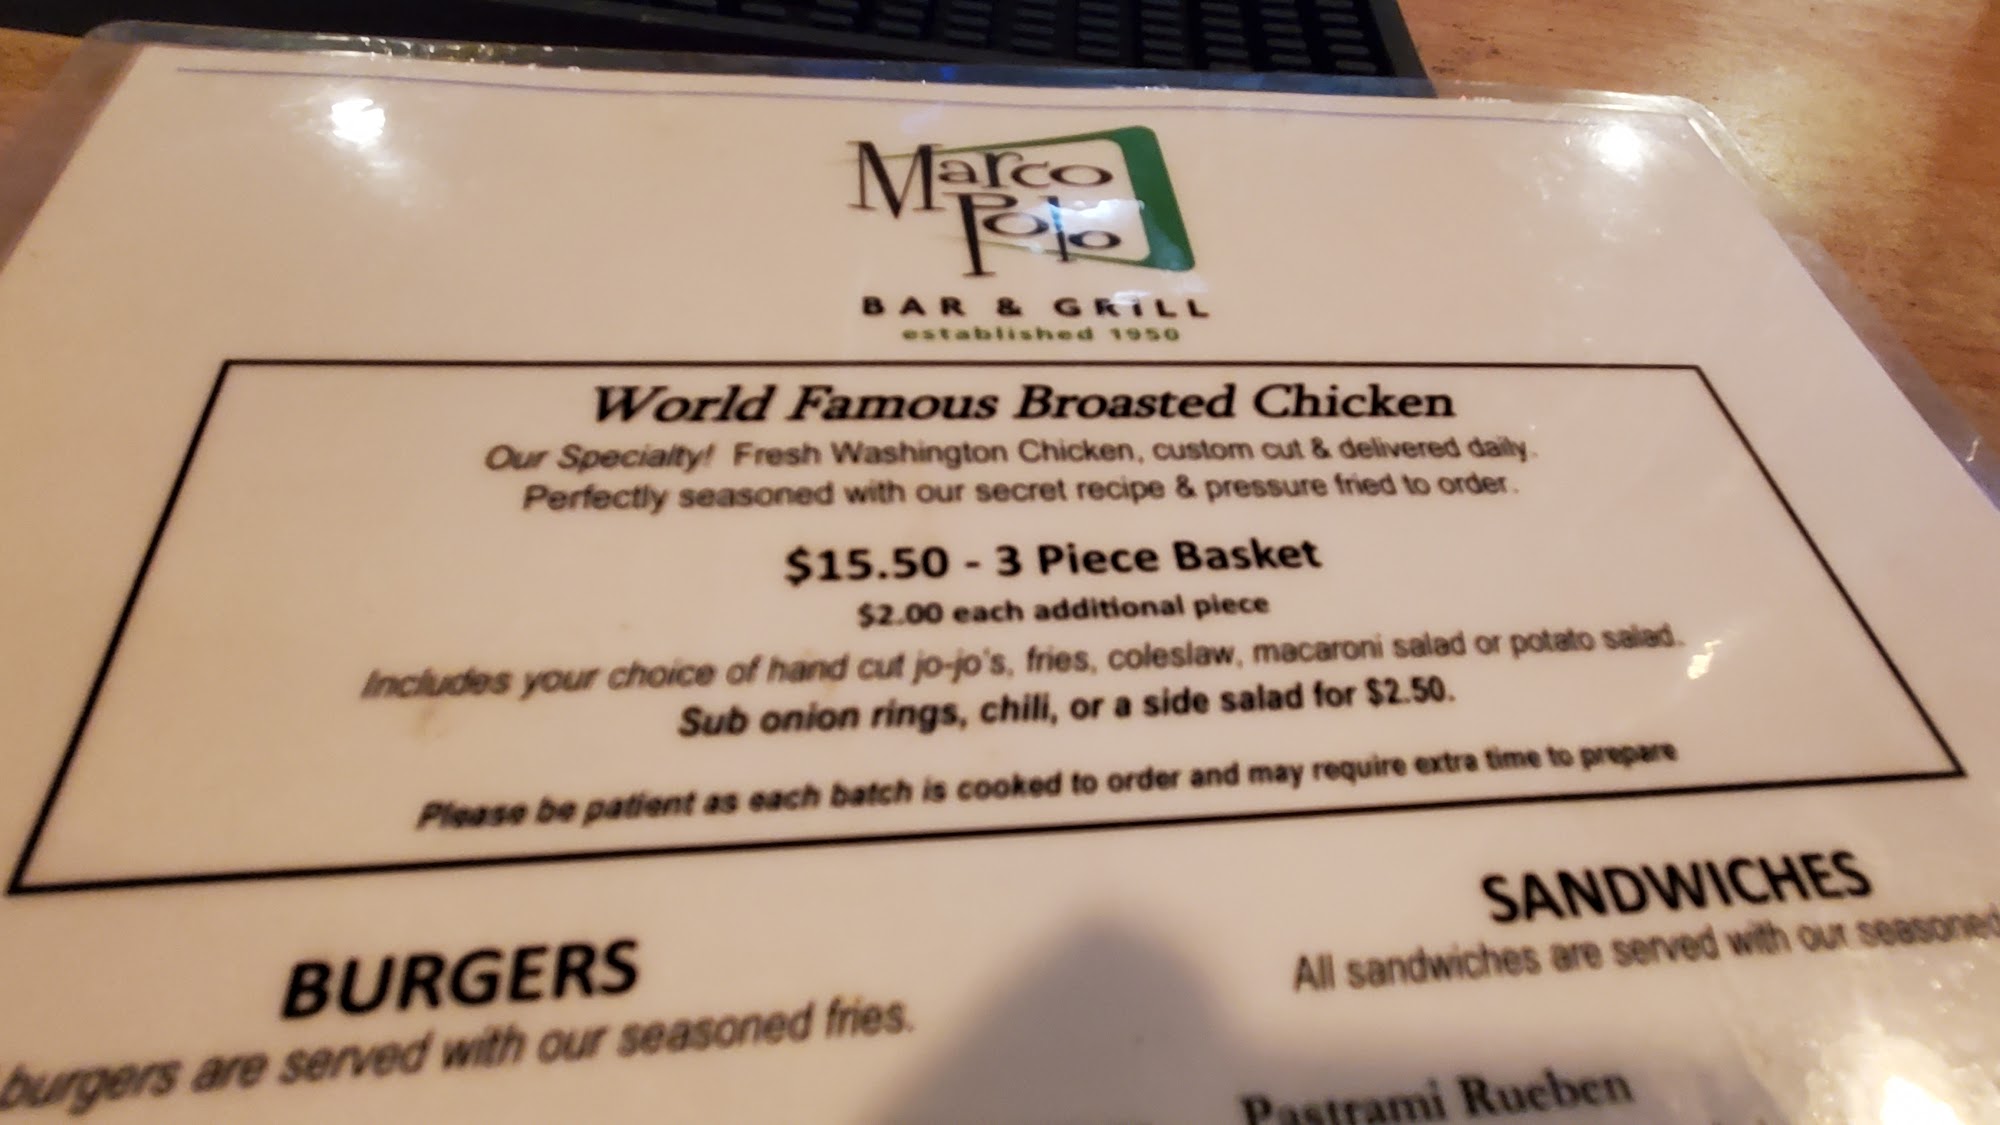 Marco
Polo
BAR & GRILL
established 1950
World Famous Broasted Chicken
Our Specialty! Fresh Washington Chicken, custom cut & delivered daily.
Perfectly seasoned with our secret recipe & pressure fried to order.
$15.50 - 3 Piece Basket
$2.00 each additional piece
Includes your choice of hand cut jo-jo's, fries, coleslaw, macaroni salad or potato salad.
Sub onion rings, chili, or a side salad for $2.50.
Please be patient as each batch is cooked to order and may require extra time to prepare
BURGERS
burgers are served with our seasoned fries.
SANDWICHES
All sandwiches are served with our seasoned
Pastrami Rueben